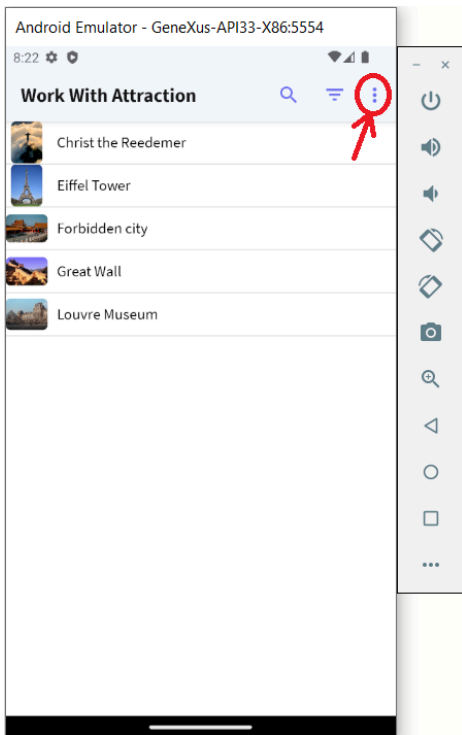 Android Emulator - GeneXus-API33-X86:5554
8:22
Work With Attraction
Christ the Reedemer
Eiffel Tower
Forbidden city
Great Wall
Louvre Museum